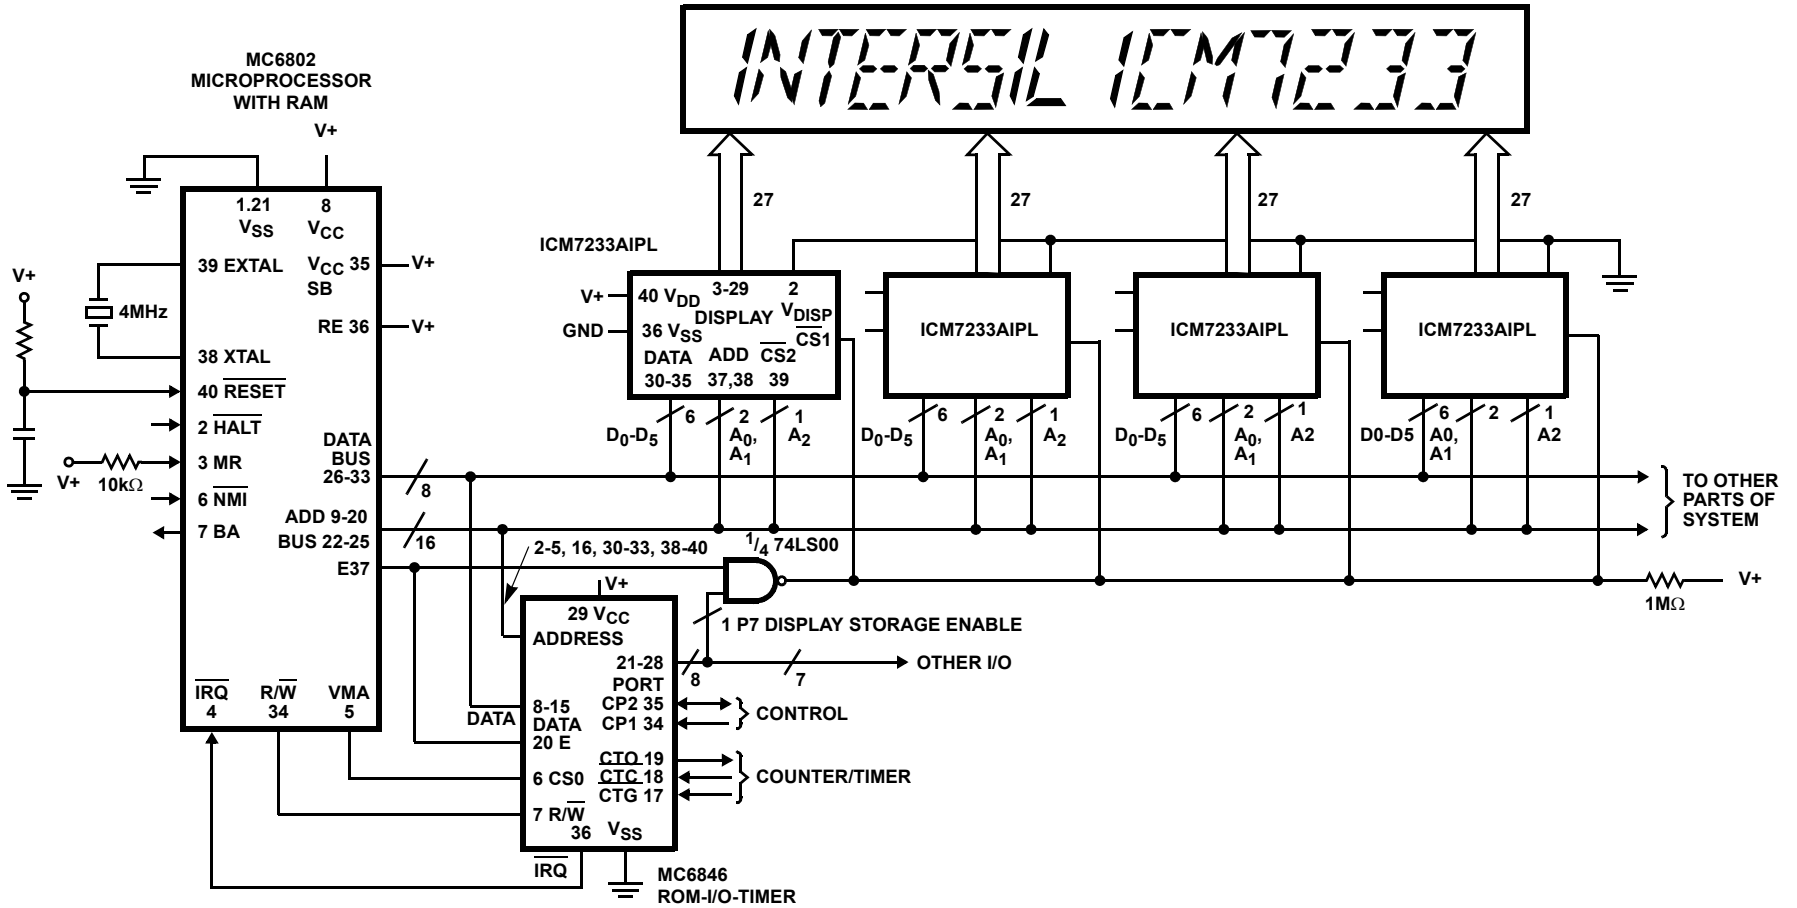 INTERSIL ICM7233
MC6802
MICROPROCESSOR
WITH RAM
V+
1.21
VSS
8
VCC
39 EXTAL
VCC 35
SB
V+
RE 36
V+
4MHz
38 XTAL
V+
40 RESET
2 HALT
3 MR
V+
10kΩ
6 NMI
7 BA
DATA
BUS
26-33
8
ADD 9-20
BUS 22-25
16
E37
IRQ
4
R/W
34
VMA
5
27
27
27
27
ICM7233AIPL
V+
GND
40 VDD
3-29
2
DISPLAY
VDISP
36 VSS
CS1
DATA
ADD
CS2
30-35
37,38
39
ICM7233AIPL
ICM7233AIPL
ICM7233AIPL
6
D0-D5
2
A0,
A1
1
A2
6
D0-D5
2
A0,
A1
1
A2
6
D0-D5
2
A0,
A1
1
A2
6
D0-D5
A0,
A1
2
1
A2
TO OTHER
PARTS OF
SYSTEM
2-5, 16, 30-33, 38-40
1/4 74LS00
V+
1MΩ
V+
29 VCC
ADDRESS
1 P7 DISPLAY STORAGE ENABLE
21-28
PORT
8
7
OTHER I/O
DATA
8-15
DATA
20 E
CP2 35
CP1 34
CONTROL
6 CS0
CTO 19
CTC 18
CTG 17
COUNTER/TIMER
7 R/W
36
VSS
IRQ
MC6846
ROM-I/O-TIMER